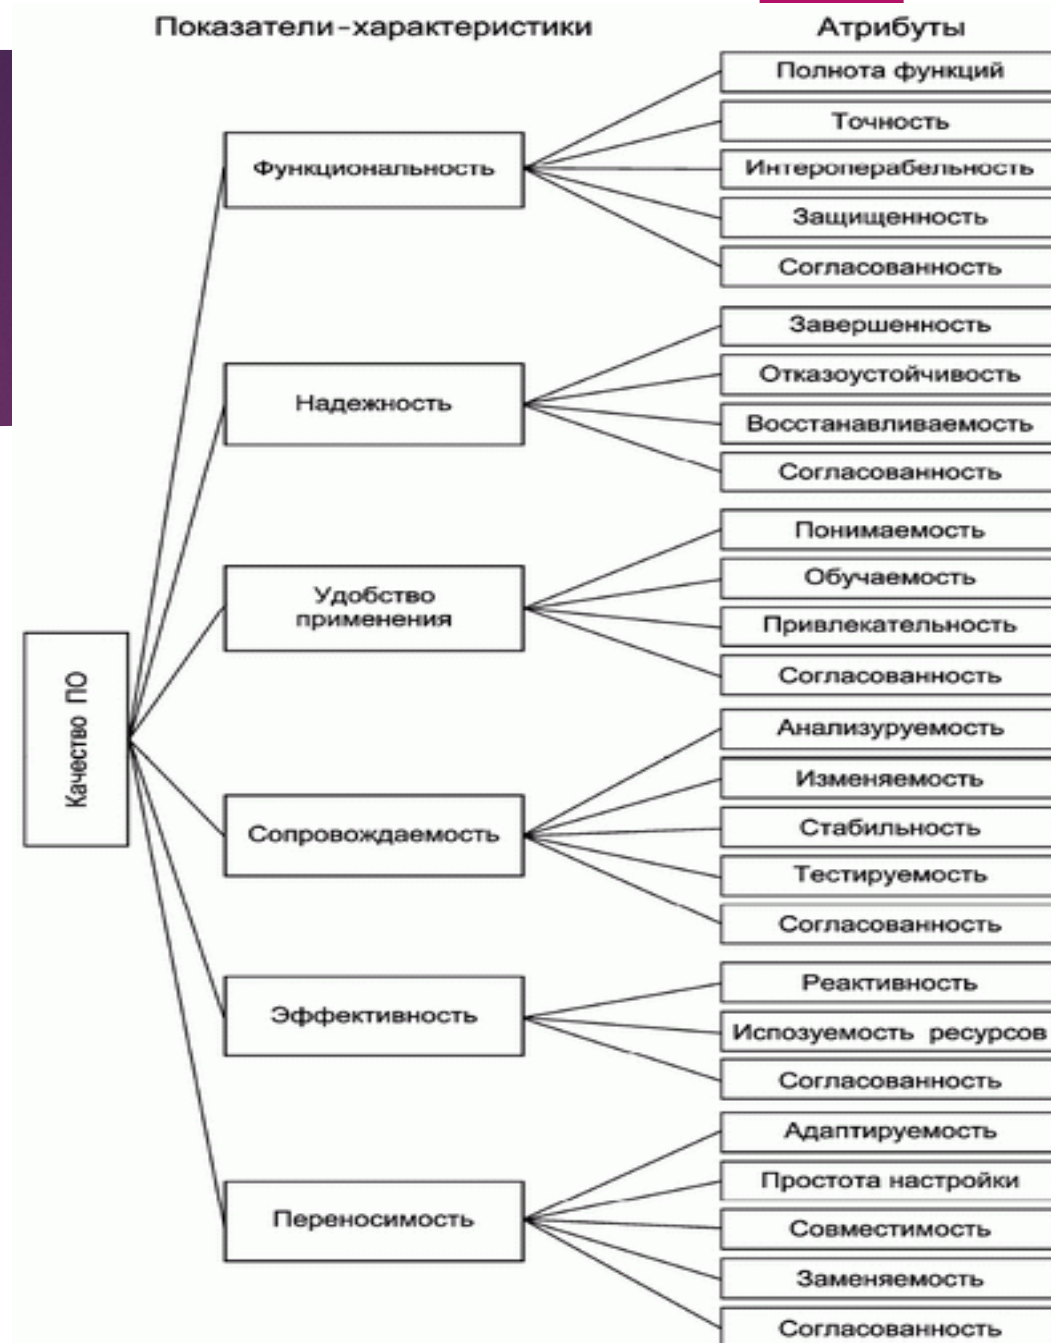 Показатели-характеристики
Атрибуты
Качество ПО
Функциональность
Полнота функций
Точность
Интероперабельность
Защищенность
Согласованность
Надежность
Завершенность
Отказоустойчивость
Восстанавливаемость
Согласованность
Удобство
применения
Понимаемость
Обучаемость
Привлекательность
Согласованность
Сопровождаемость
Анализуруемость
Изменяемость
Стабильность
Тестируемость
Согласованность
Эффективность
Реактивность
Испозуемость ресурсов
Согласованность
Переносимость
Адаптируемость
Простота настройки
Совместимость
Заменяемость
Согласованность